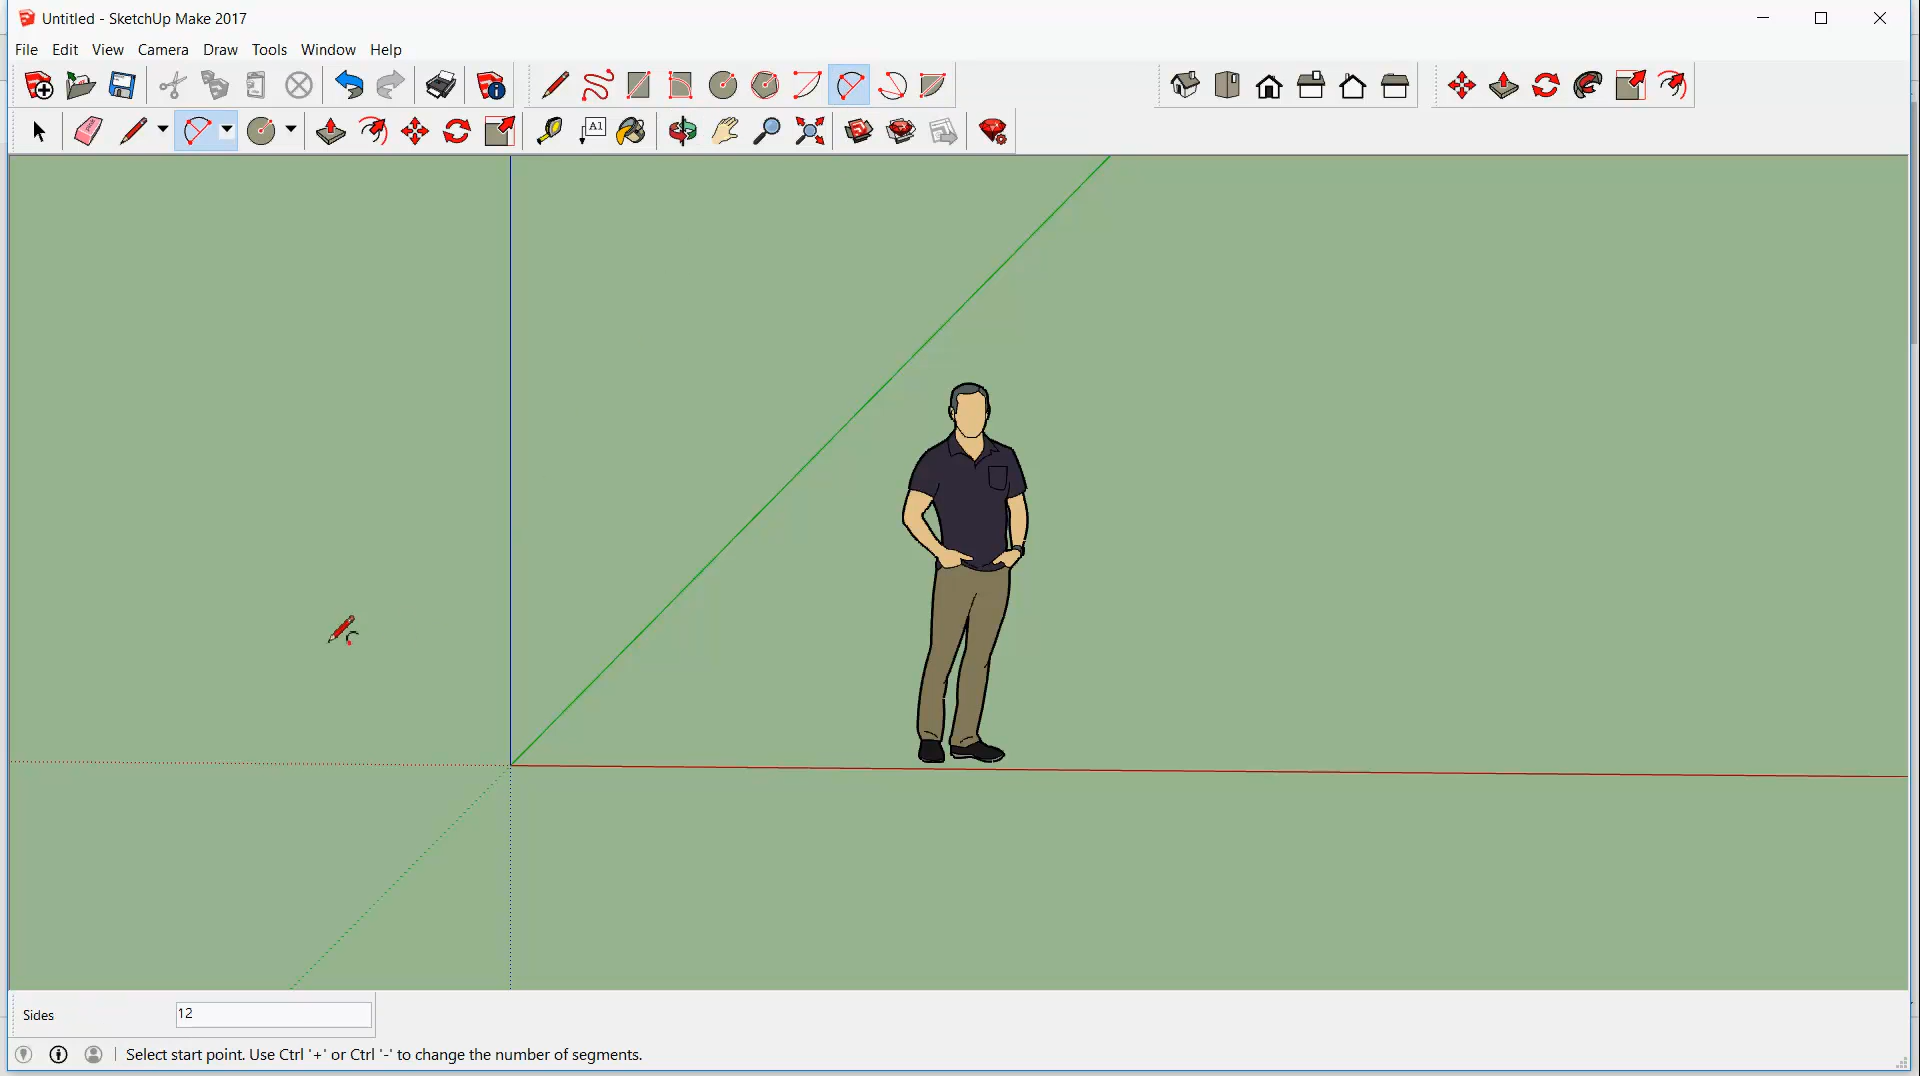 Untitled - SketchUp Make 2017
File Edit View Camera Draw Tools Window Help
A1
Sides 12
Select start point. Use Ctrl '+' or Ctrl '-' to change the number of segments.